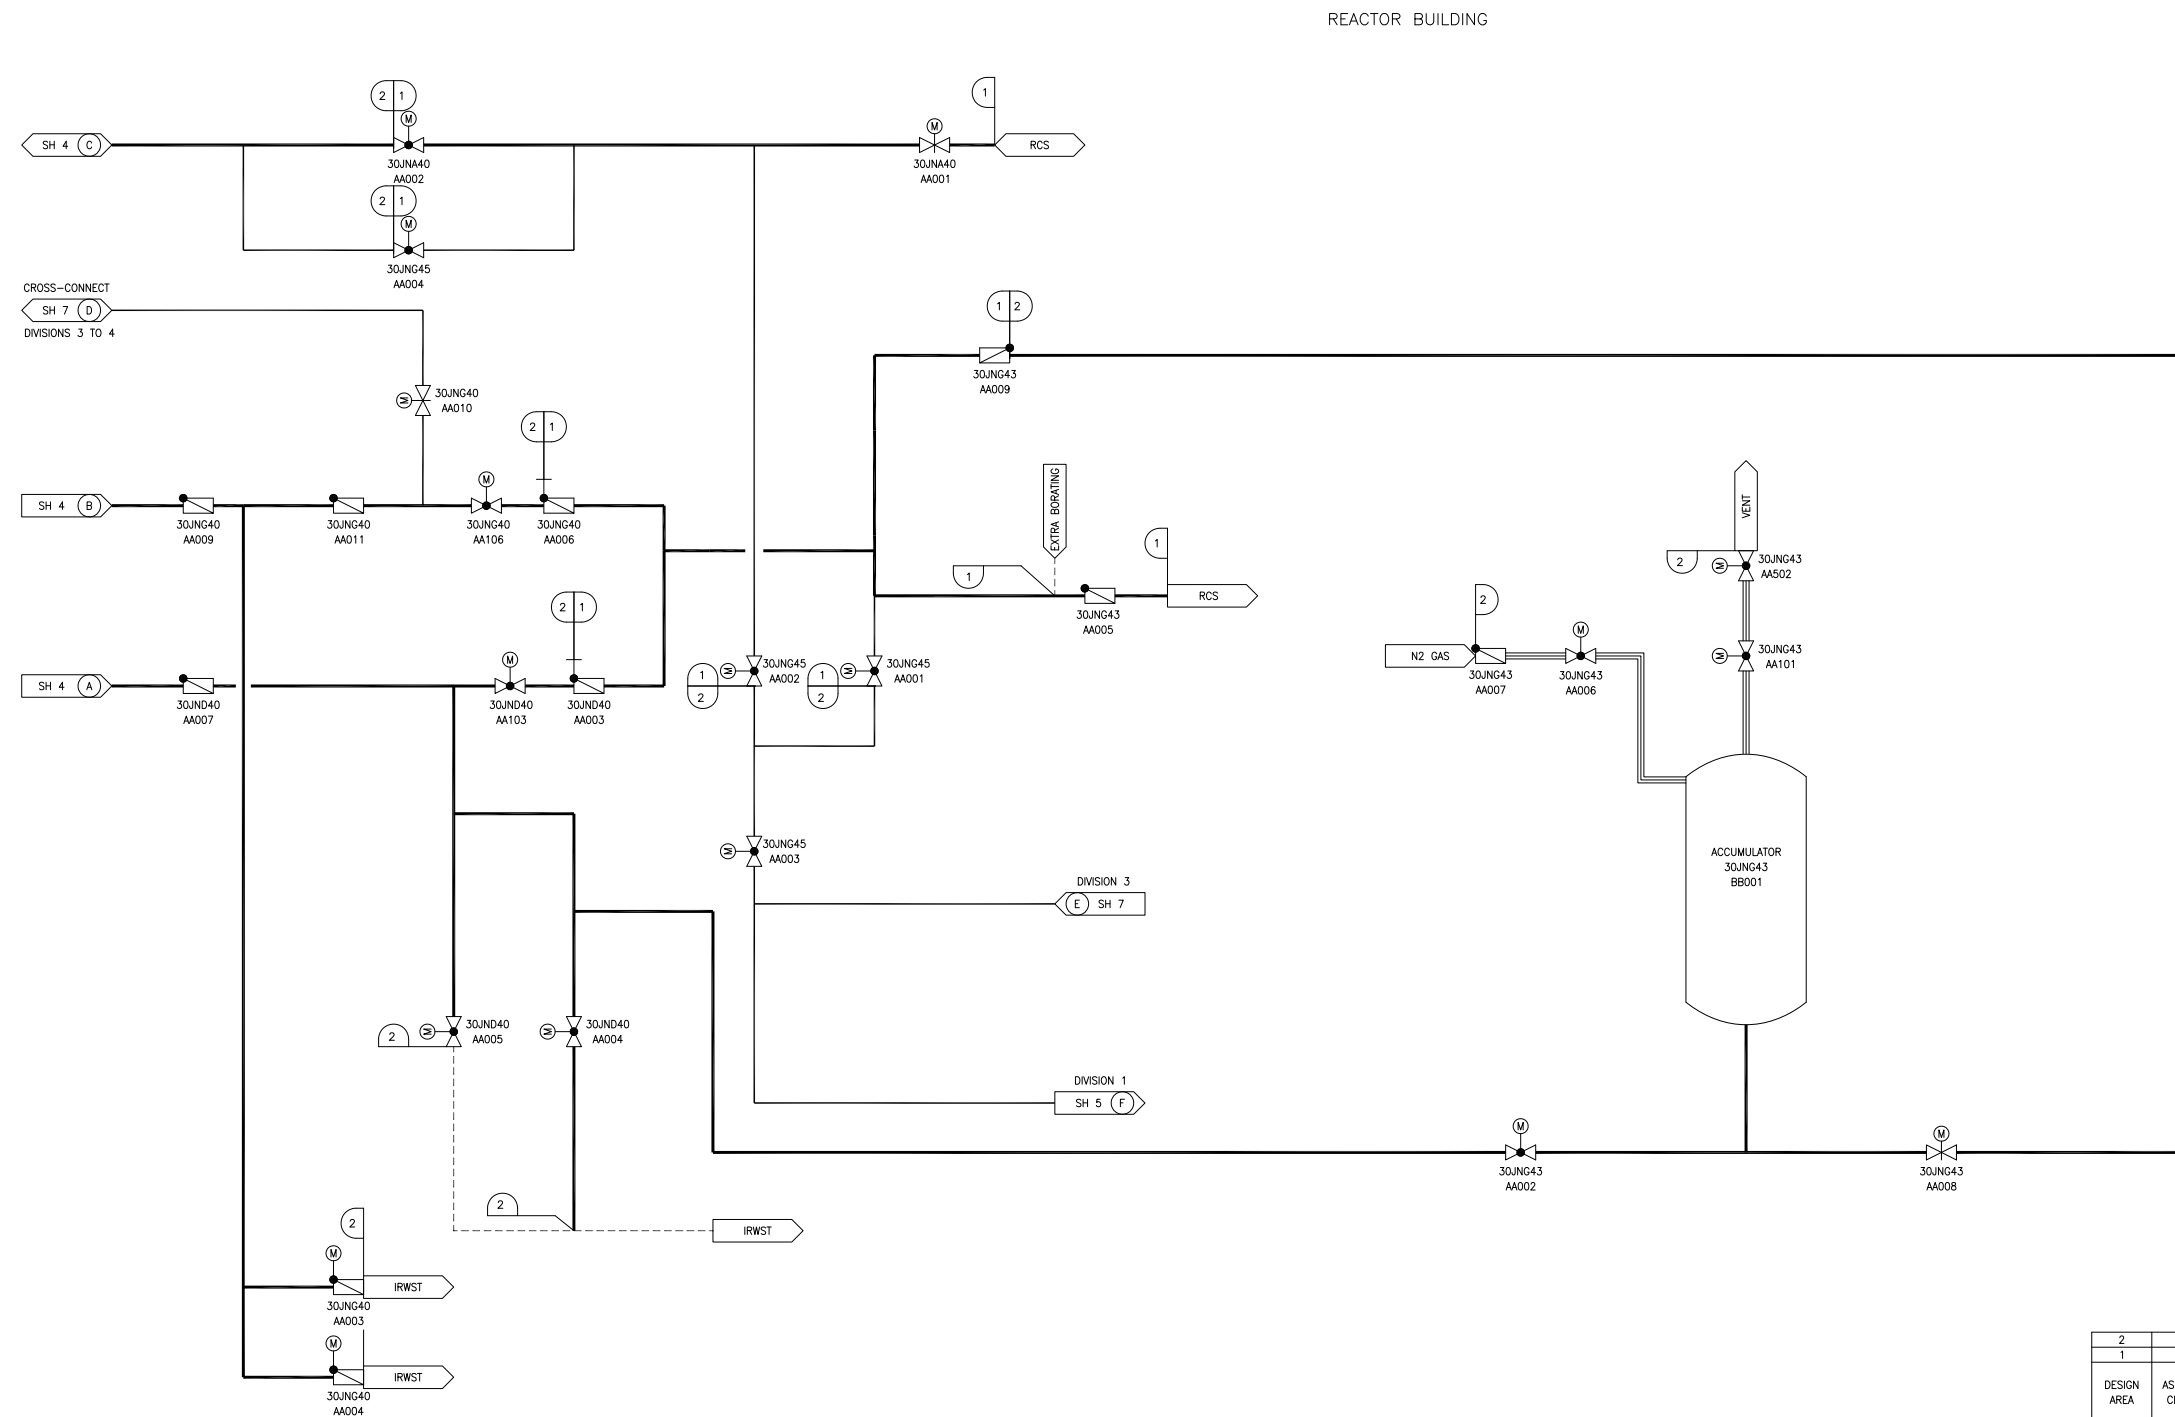 REACTOR BUILDING
2 1
M
1
SH 4 C
30JNA40
AA002
M
30JNA40
AA001
RCS
2 1
M
30JNG45
AA004
CROSS-CONNECT
SH 7 D
DIVISIONS 3 TO 4
1 2
30JNG43
AA009
M
30JNG40
AA010
2 1
M
SH 4 B
30JNG40
AA009
30JNG40
AA011
30JNG40
AA106
30JNG40
AA006
EXTRA BORATING
1
1
RCS
30JNG43
AA005
VENT
2
M
30JNG43
AA502
2
M
N2 GAS
30JNG43
AA007
30JNG43
AA006
M
30JNG43
AA101
2 1
M
SH 4 A
30JND40
AA007
30JND40
AA103
30JND40
AA003
1
2
M
30JNG45
AA002
1
2
M
30JNG45
AA001
M
30JNG45
AA003
ACCUMULATOR
30JNG43
BB001
DIVISION 3
E SH 7
2
M
30JND40
AA005
M
30JND40
AA004
DIVISION 1
SH 5 F
M
30JNG43
AA002
M
30JNG43
AA008
2
IRWST
2
M
IRWST
30JNG40
AA003
M
IRWST
30JNG40
AA004
2
1
DESIGN
AREA